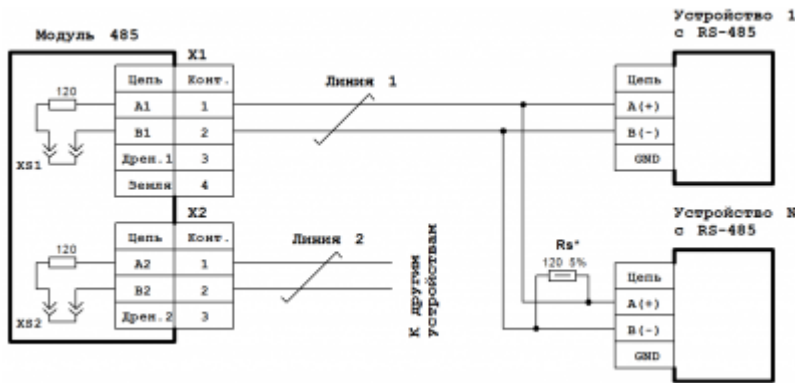 Модуль 485
X1
Цепь Конт.
120
A1 1
B1 2
XS1
Дрен.1 3
Земля 4
X2
Цепь Конт.
120
A2 1
B2 2
XS2
Дрен.2 3
Линия 1
Линия 2
К другим
устройствам
Устройство 1
с RS-485
Цепь
A(+)
B(-)
GND
Устройство N
с RS-485
Rs*
120 5%
Цепь
A(+)
B(-)
GND